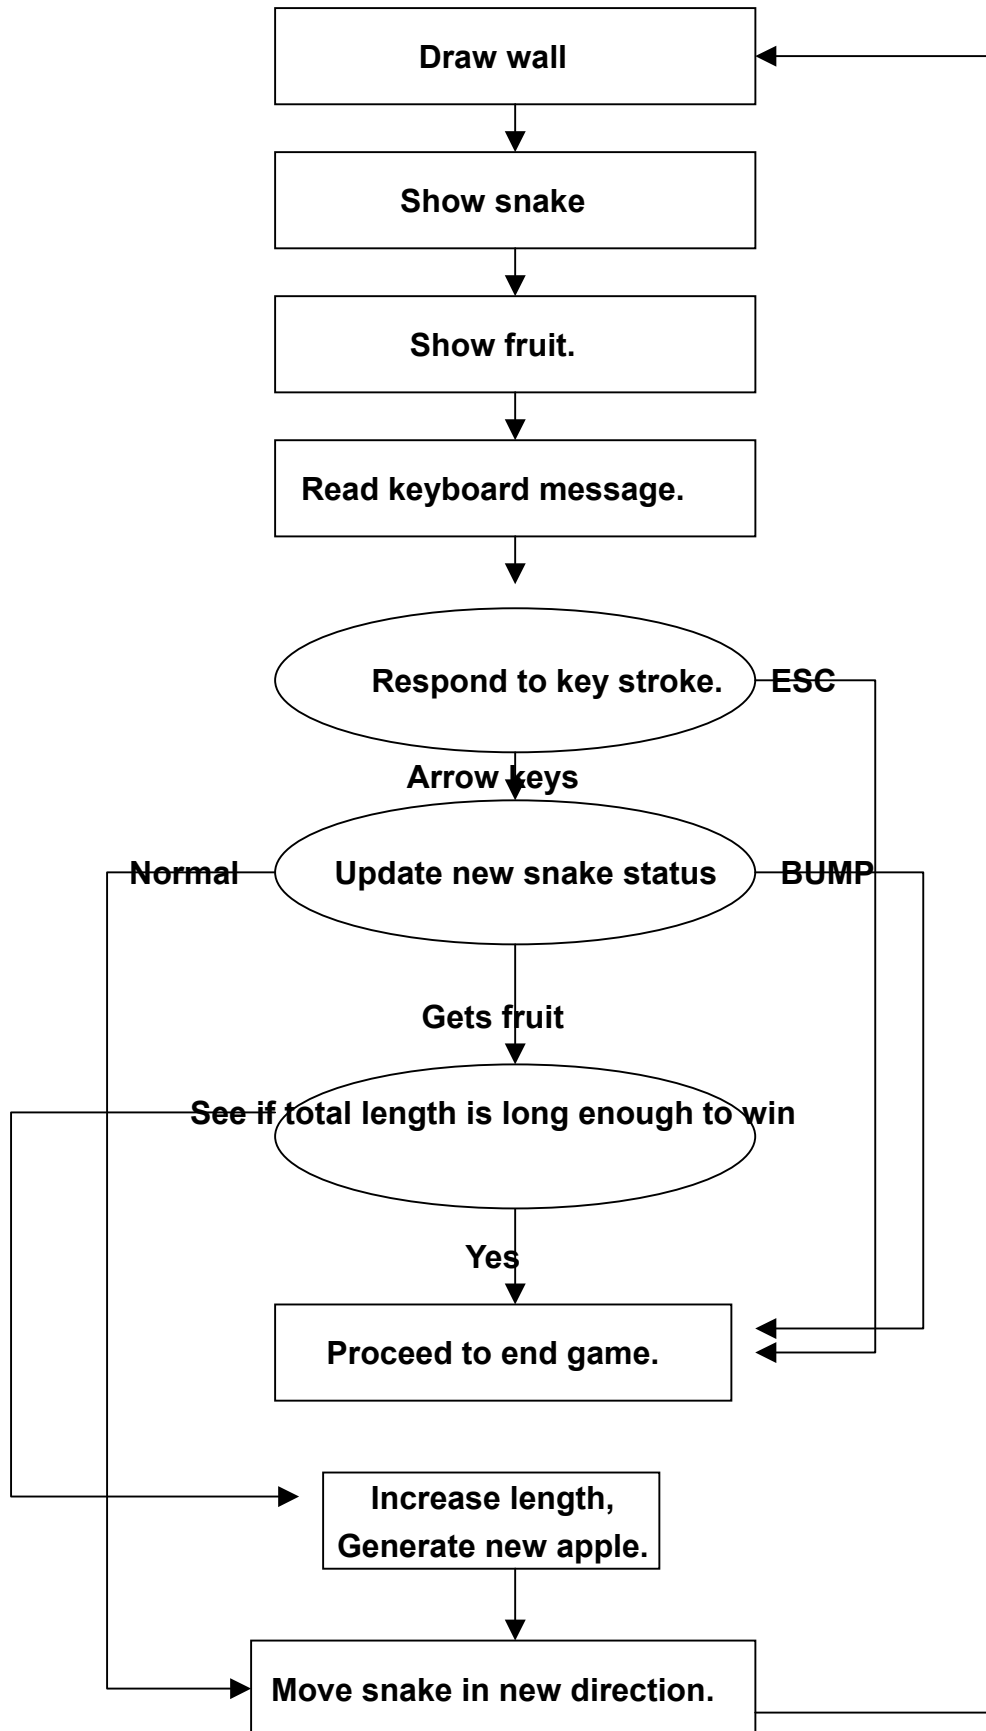 Draw wall
Show snake
Show fruit.
Read keyboard message.
Respond to key stroke.
ESC
Arrow keys
Normal
Update new snake status
BUMP
Gets fruit
See if total length is long enough to win
Yes
Proceed to end game.
Increase length,
Generate new apple.
Move snake in new direction.